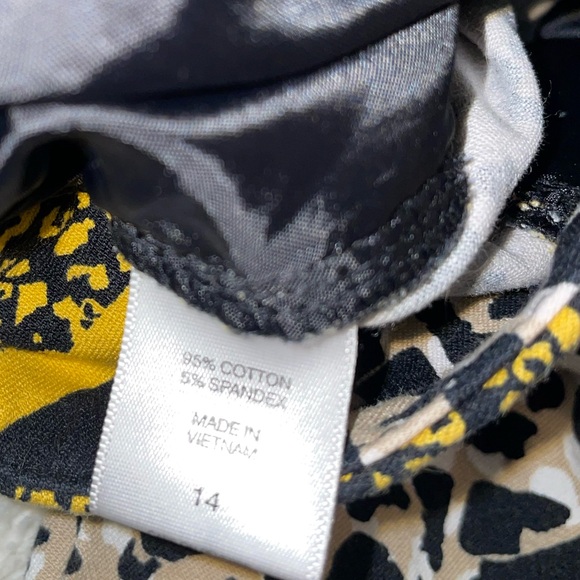 95% COTTON
5% SPANDEX
MADE IN
VIETNAM
14